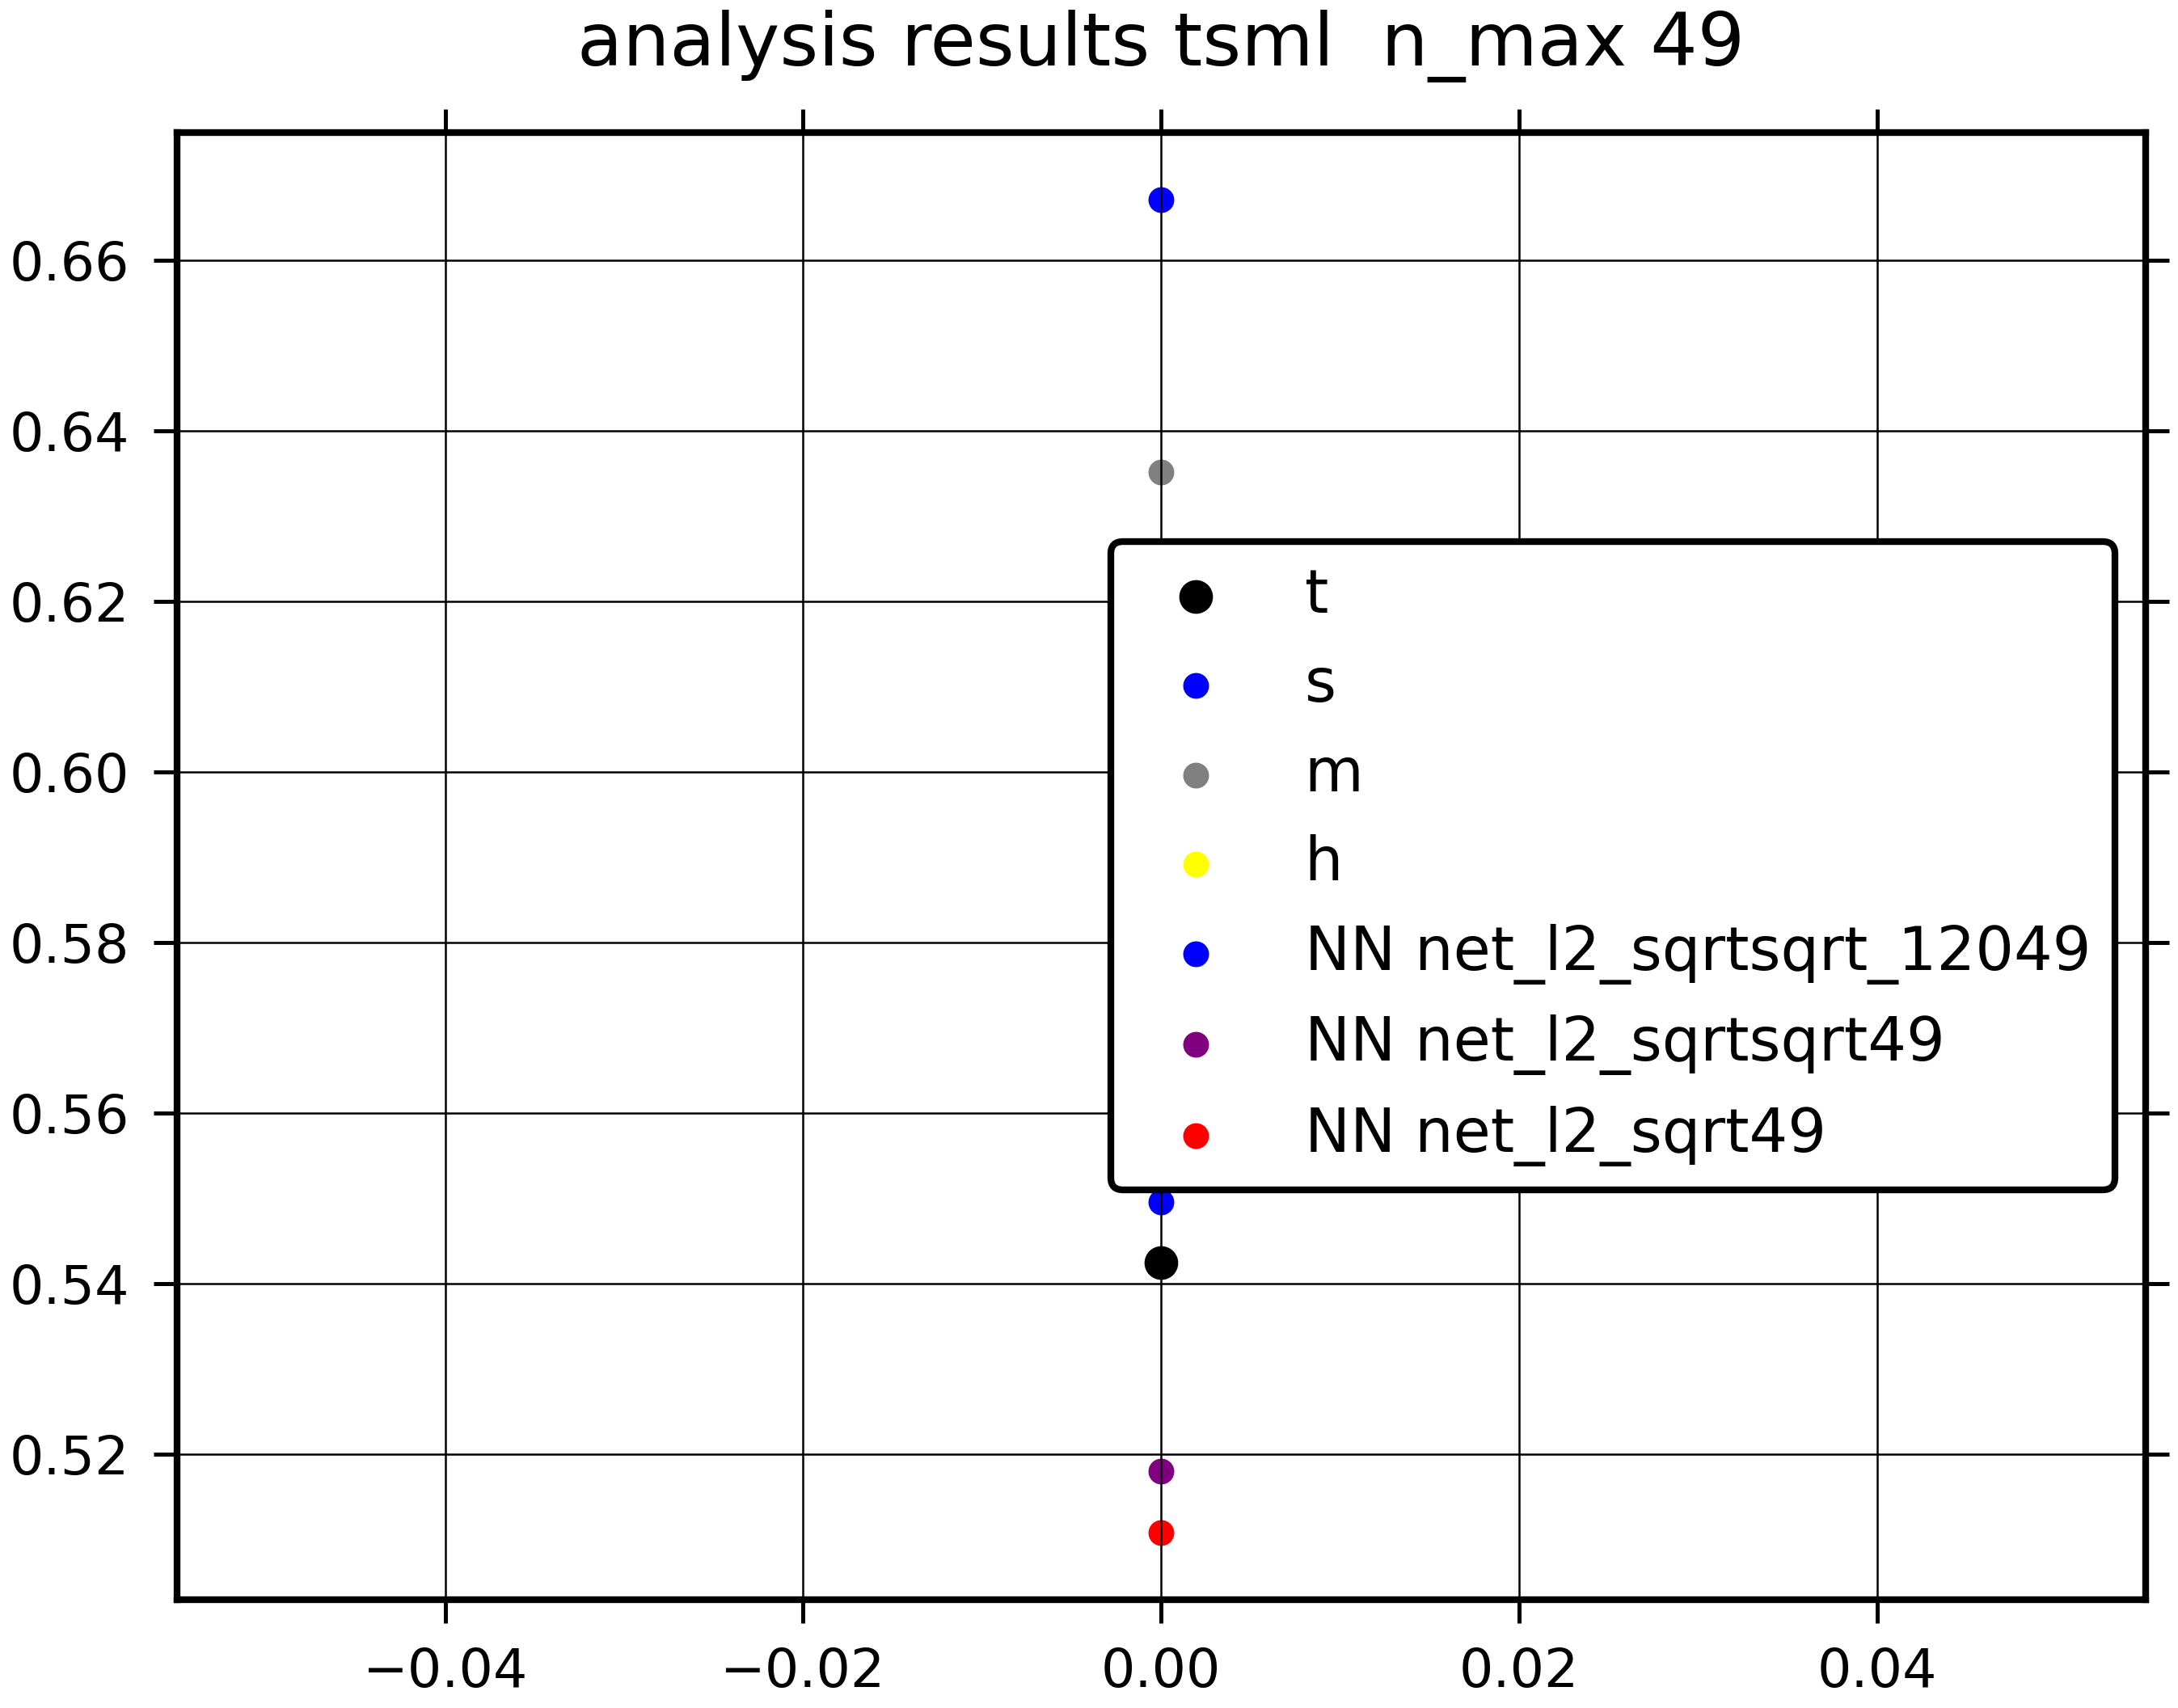 analysis results tsml  n_max 49
0.66
0.64
0.62
0.60
0.58
0.56
0.54
0.52
t
s
m
h
NN net_l2_sqrtsqrt_12049
NN net_l2_sqrtsqrt49
NN net_l2_sqrt49
−0.04
−0.02
0.00
0.02
0.04